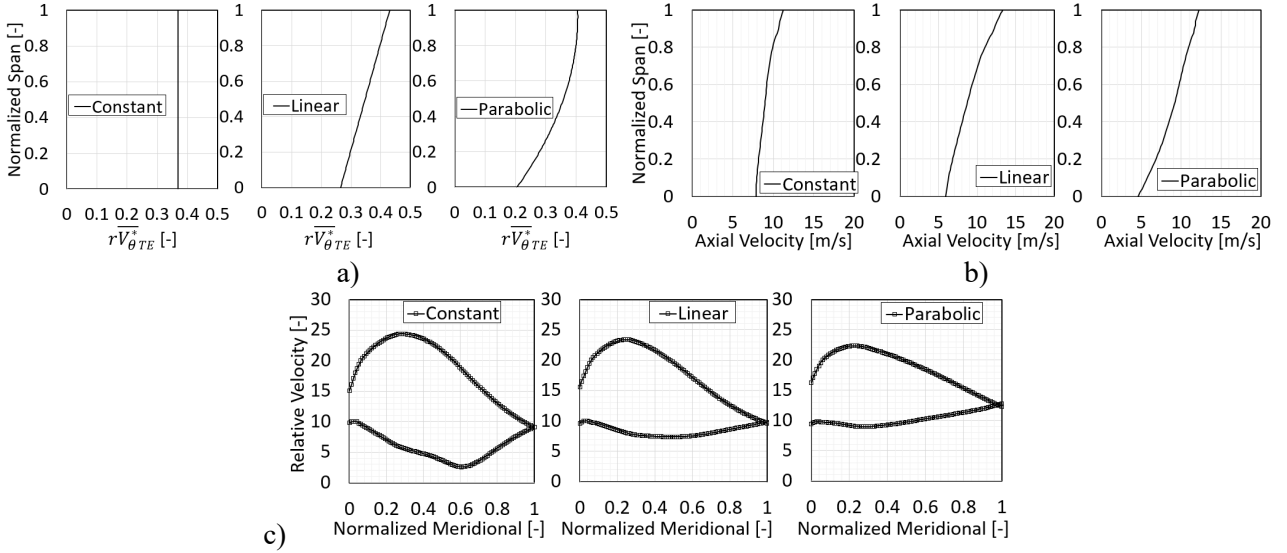 1
0.8
0.6
0.4
0.2
0
Normalized Span [-]
Constant
0 0.1 0.2 0.3 0.4 0.5
rV*θ TE [-]
1
0.8
0.6
0.4
0.2
0
Linear
0 0.1 0.2 0.3 0.4 0.5
rV*θ TE [-]
1
0.8
0.6
0.4
0.2
0
Parabolic
0 0.1 0.2 0.3 0.4 0.5
rV*θ TE [-]
a)
1
0.8
0.6
0.4
0.2
0
Normalized Span [-]
Constant
0 5 10 15 20
Axial Velocity [m/s]
1
0.8
0.6
0.4
0.2
0
Linear
0 5 10 15 20
Axial Velocity [m/s]
1
0.8
0.6
0.4
0.2
0
Parabolic
0 5 10 15 20
Axial Velocity [m/s]
b)
30
25
20
15
10
5
0
Relative Velocity [-]
Constant
0 0.2 0.4 0.6 0.8 1
Normalized Meridional [-]
30
25
20
15
10
5
0
Linear
0 0.2 0.4 0.6 0.8 1
Normalized Meridional [-]
30
25
20
15
10
5
0
Parabolic
0 0.2 0.4 0.6 0.8 1
Normalized Meridional [-]
c)